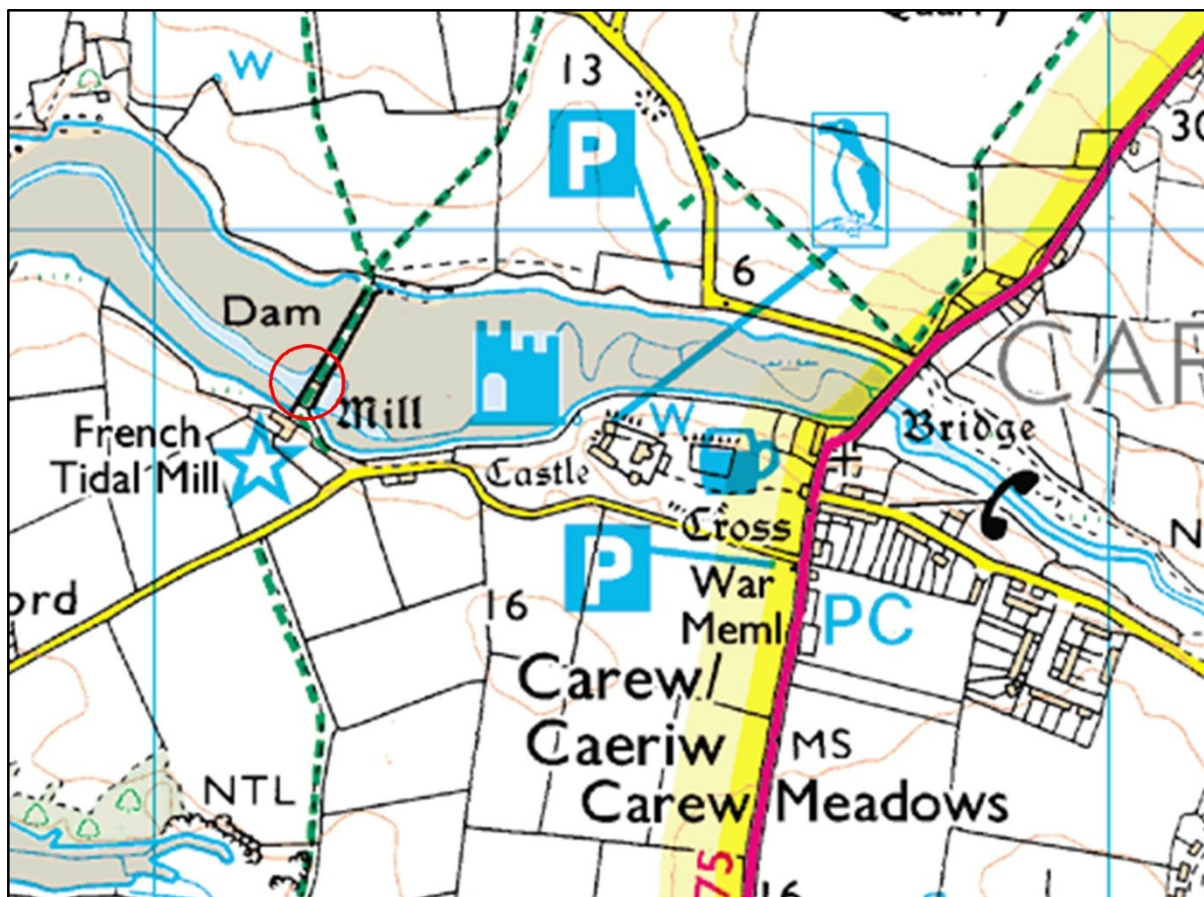 W
13
P
30
6
Dam
CAR
Mill
French
Tidal Mill
W
Bridge
Castle
Cross
P
War
Meml
PC
16
ord
Carew/
Caeriw
MS
NTL
Carew Meadows
N
75
16